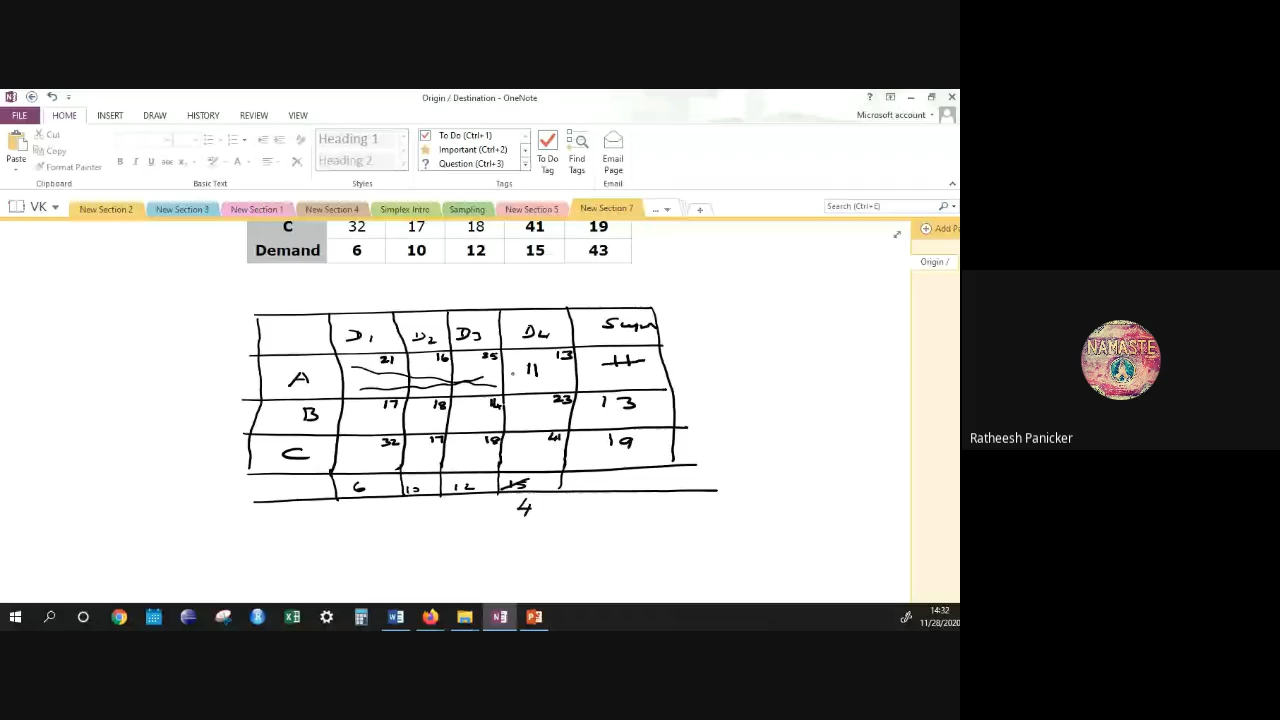 Origin / Destination - OneNote
?
Microsoft account
FILE HOME INSERT DRAW HISTORY REVIEW VIEW
Paste
Cut
Copy
Format Painter
Clipboard
B I U abc X A
Basic Text
Heading 1
Heading 2
Styles
To Do (Ctrl+1)
Important (Ctrl+2)
? Question (Ctrl+3)
Tags
To Do Tag
Find Tags
Email Page
Email
VK New Section 2 New Section 3 New Section 1 New Section 4 Simplex Intro Sampling New Section 5 New Section 7 ... +
Search (Ctrl+E)
Add Pa
Origin /
C 32 17 18 41 19
Demand 6 10 12 15 43
D1 D2 D3 D4
A 21 16 25 11 13 11
B 17 18 14 23 13
C 32 17 18 41 19
6 10 12 15
4
NAMASTE
Ratheesh Panicker
14:32
11/28/2020